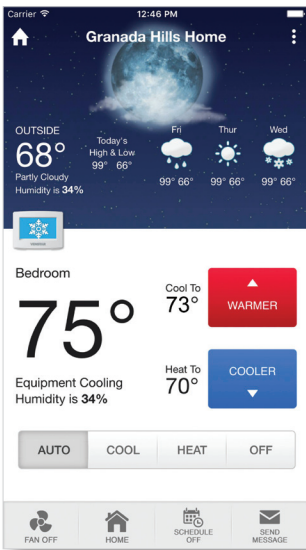 Carrier 12:46 PM
Granada Hills Home
OUTSIDE
68°
Partly Cloudy
Humidity is 34%
Today's
High & Low
99° 66°
Fri Thur Wed
99° 66° 99° 66° 99° 66°
Bedroom
75°
Equipment Cooling
Humidity is 34%
Cool To
73°
WARMER
Heat To
70°
COOLER
AUTO COOL HEAT OFF
FAN OFF
HOME
SCHEDULE
OFF
SEND
MESSAGE